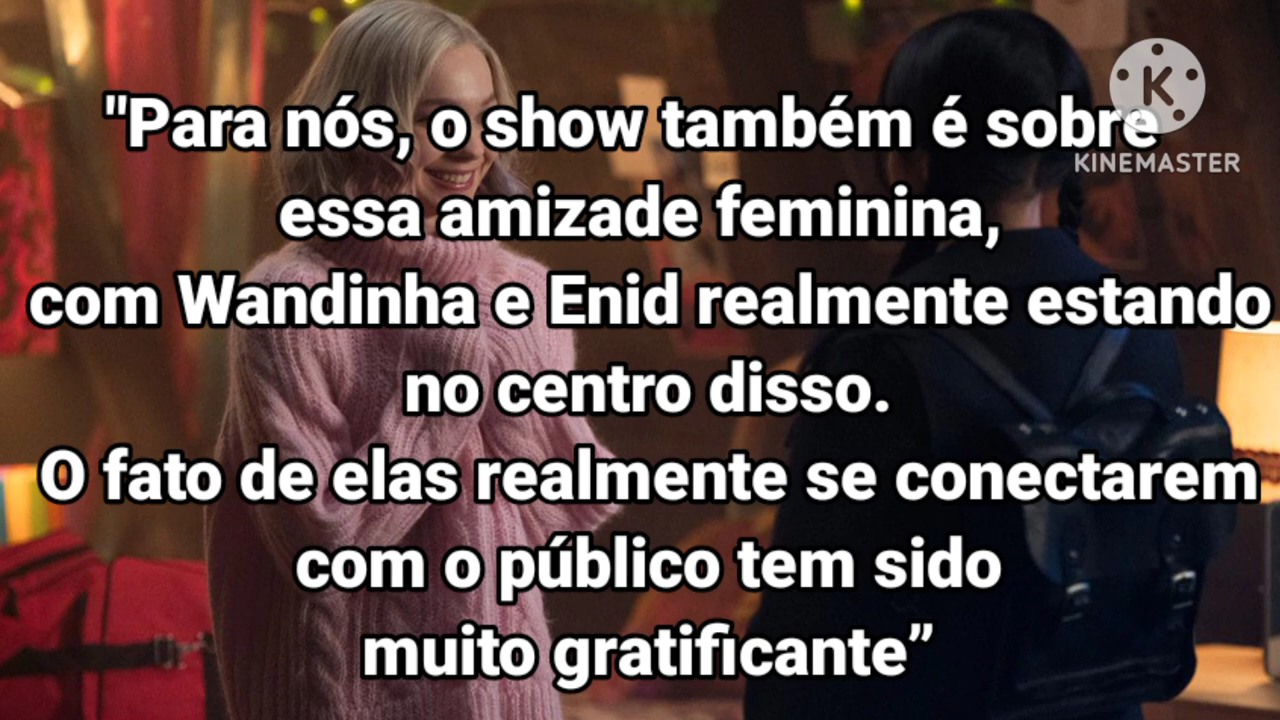 "Para nós, o show também é sobre
essa amizade feminina,
com Wandinha e Enid realmente estando
no centro disso.
O fato de elas realmente se conectarem
com o público tem sido
muito gratificante”
K
KINEMASTER